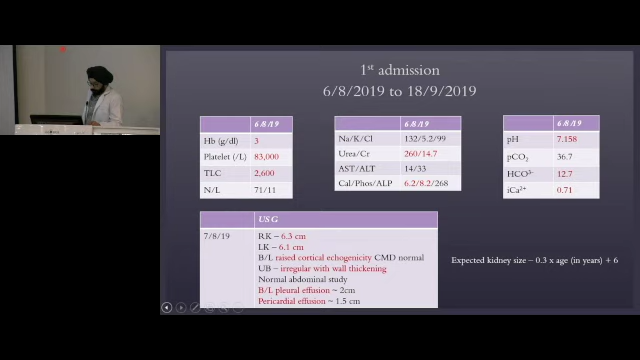 1st admission
6/8/2019 to 18/9/2019
6/8/19
Hb (g/dl) 3
Platelet (/L) 83,000
TLC 2,600
N/L 71/11
6/8/19
Na/K/Cl 132/5.2/99
Urea/Cr 260/14.7
AST/ALT 14/33
Cal/Phos/ALP 6.2/8.2/268
6/8/19
pH 7.158
pCO2 36.7
HCO3- 12.7
iCa2+ 0.71
USG
7/8/19 RK – 6.3 cm
LK – 6.1 cm
B/L raised cortical echogenicity CMD normal
UB – irregular with wall thickening
Normal abdominal study
B/L pleural effusion ~ 2cm
Pericardial effusion ~ 1.5 cm
Expected kidney size – 0.3 x age (in years) + 6